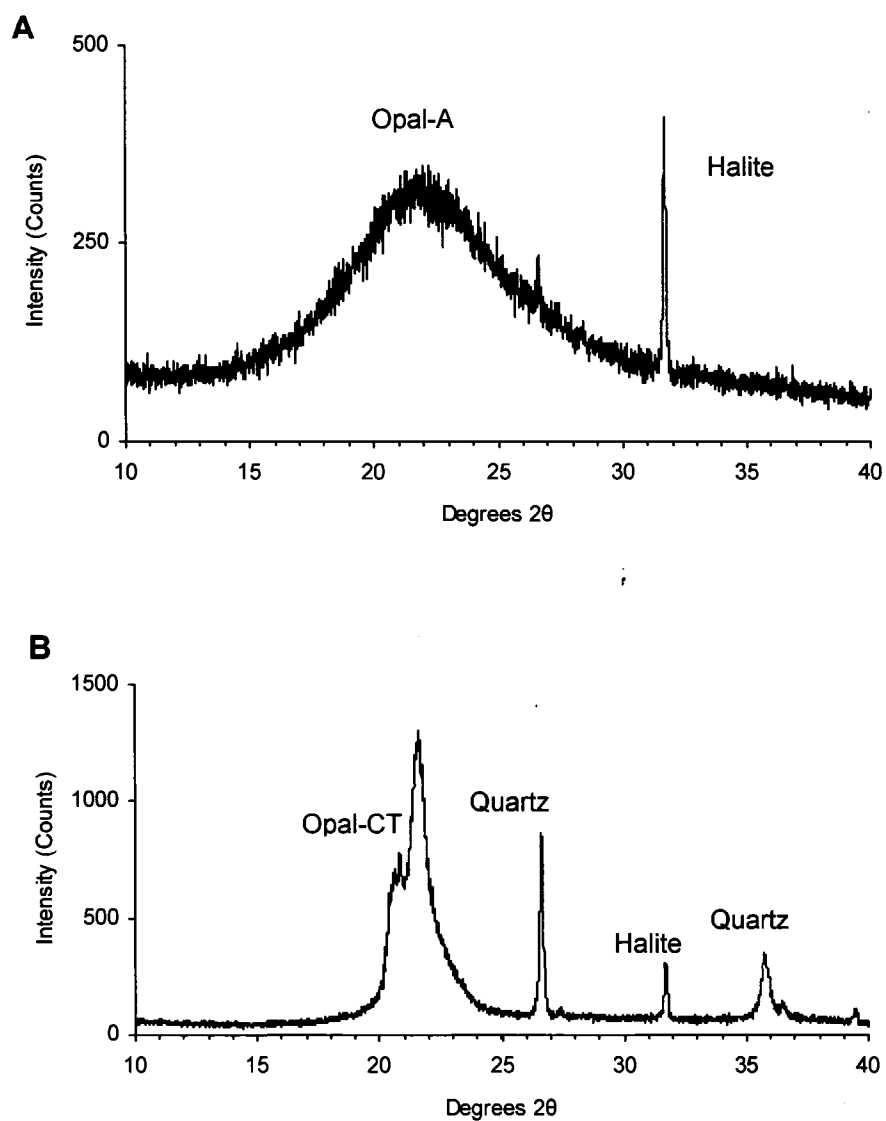 A
500
Opal-A
Halite
250
0
Intensity (Counts)
10 15 20 25 30 35 40
Degrees 2θ
B
1500
1000
Quartz
Opal-CT
500
Halite
Quartz
0
Intensity (Counts)
10 15 20 25 30 35 40
Degrees 2θ